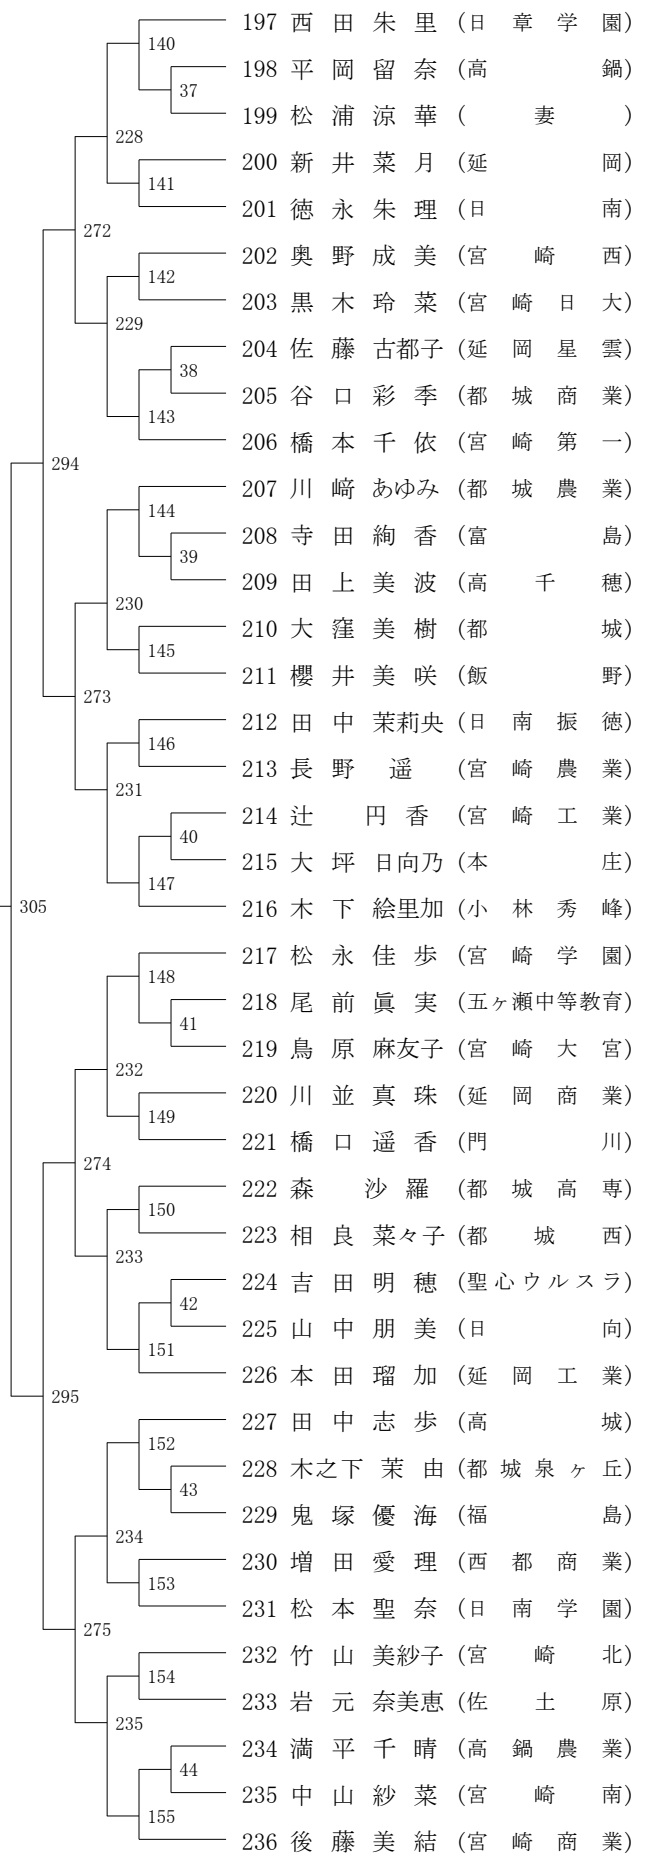 197 西田朱里 (日章学園)
140
198 平岡留奈 (高鍋)
37
199 松浦涼華 (妻)
228
200 新井菜月 (延岡)
141
201 徳永朱理 (日南)
272
202 奥野成美 (宮崎西)
142
203 黒木玲菜 (宮崎日大)
229
204 佐藤古都子 (延岡星雲)
38
205 谷口彩季 (都城商業)
143
206 橋本千依 (宮崎第一)
294
207 川﨑あゆみ (都城農業)
144
208 寺田絢香 (富島)
39
209 田上美波 (高千穂)
230
210 大窪美樹 (都城)
145
211 櫻井美咲 (飯野)
273
212 田中茉莉央 (日南振徳)
146
213 長野遥 (宮崎農業)
231
214 辻円香 (宮崎工業)
40
215 大坪日向乃 (本庄)
147
216 木下絵里加 (小林秀峰)
305
217 松永佳歩 (宮崎学園)
148
218 尾前眞実 (五ヶ瀬中等教育)
41
219 鳥原麻友子 (宮崎大宮)
232
220 川並真珠 (延岡商業)
149
221 橋口遥香 (門川)
274
222 森沙羅 (都城高専)
150
223 相良菜々子 (都城西)
233
224 吉田明穂 (聖心ウルスラ)
42
225 山中朋美 (日向)
151
226 本田瑠加 (延岡工業)
295
227 田中志歩 (高城)
152
228 木之下茉由 (都城泉ヶ丘)
43
229 鬼塚優海 (福島)
234
230 増田愛理 (西都商業)
153
231 松本聖奈 (日南学園)
275
232 竹山美紗子 (宮崎北)
154
233 岩元奈美恵 (佐土原)
235
234 満平千晴 (高鍋農業)
44
235 中山紗菜 (宮崎南)
155
236 後藤美結 (宮崎商業)